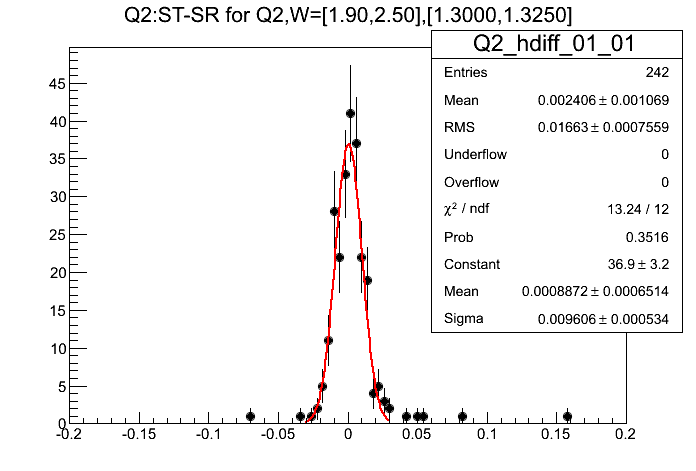 Q2:ST-SR for Q2,W=[1.90,2.50],[1.3000,1.3250]
Q2_hdiff_01_01
Entries 242
Mean 0.002406 ± 0.001069
RMS 0.01663 ± 0.0007559
Underflow 0
Overflow 0
χ² / ndf 13.24 / 12
Prob 0.3516
Constant 36.9 ± 3.2
Mean 0.0008872 ± 0.0006514
Sigma 0.009606 ± 0.000534
45
40
35
30
25
20
15
10
5
0
-0.2 -0.15 -0.1 -0.05 0 0.05 0.1 0.15 0.2